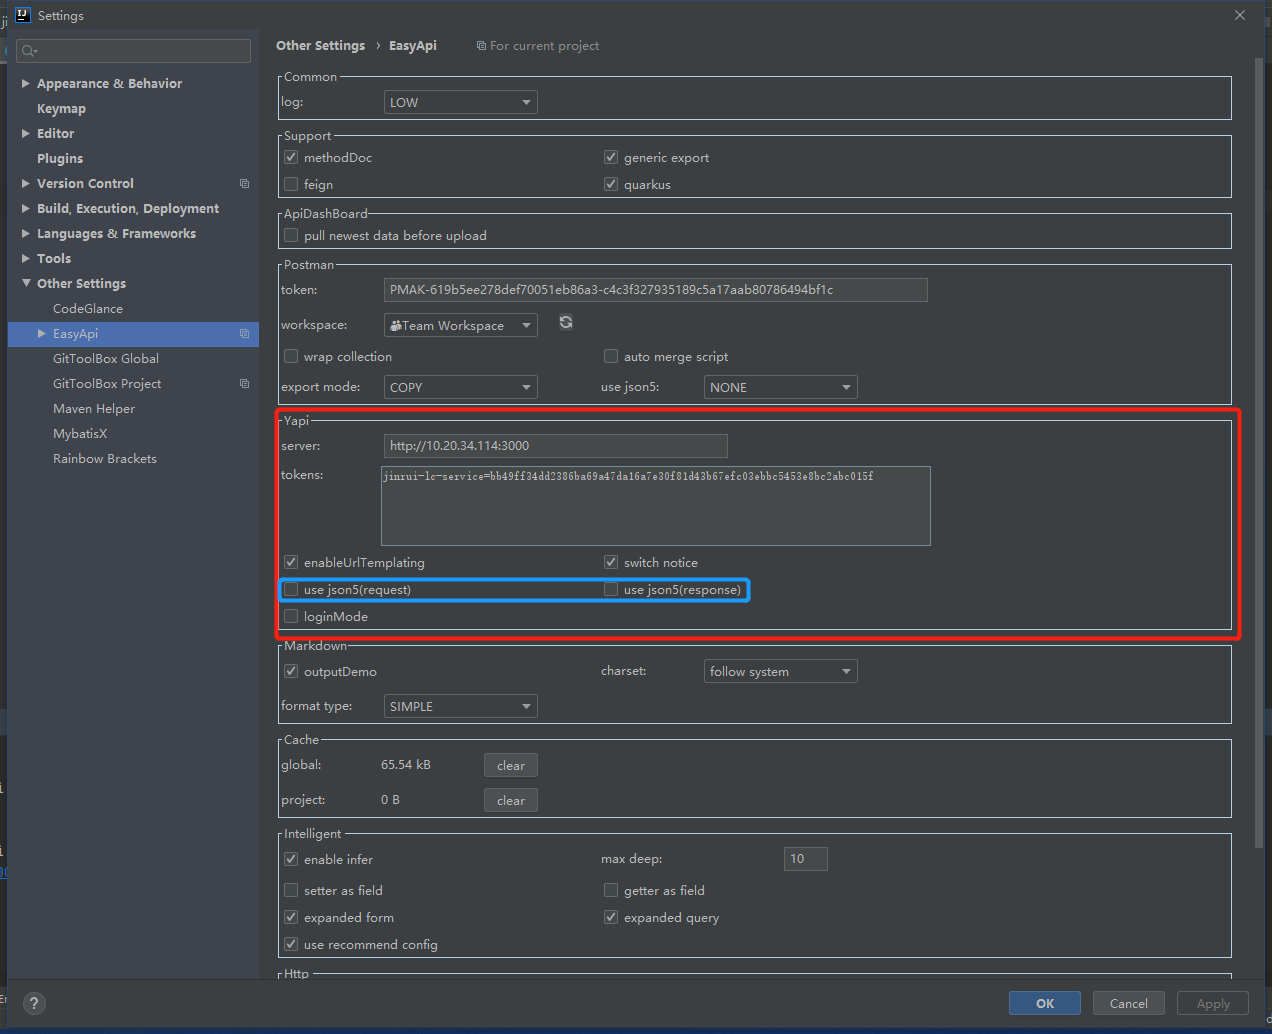 Settings
Other Settings › EasyApi For current project
Appearance & Behavior
Keymap
Editor
Plugins
Version Control
Build, Execution, Deployment
Languages & Frameworks
Tools
Other Settings
CodeGlance
EasyApi
GitToolBox Global
GitToolBox Project
Maven Helper
MybatisX
Rainbow Brackets
Common
log: LOW
Support
methodDoc generic export
feign quarkus
ApiDashBoard
pull newest data before upload
Postman
token: PMAK-619b5ee278def70051eb86a3-c4c3f327935189c5a17aab80786494bf1c
workspace: Team Workspace
wrap collection auto merge script
export mode: COPY use json5: NONE
Yapi
server: http://10.20.34.114:3000
tokens: jinrui-lc-service=bb49ff34dd2386ba69a47da16a7e30f81d43b67efc03ebbc5453e8bc2abc015f
enableUrlTemplating switch notice
use json5(request) use json5(response)
loginMode
Markdown
outputDemo charset: follow system
format type: SIMPLE
Cache
global: 65.54 kB clear
project: 0 B clear
Intelligent
enable infer max deep: 10
setter as field getter as field
expanded form expanded query
use recommend config
Http
? OK Cancel Apply